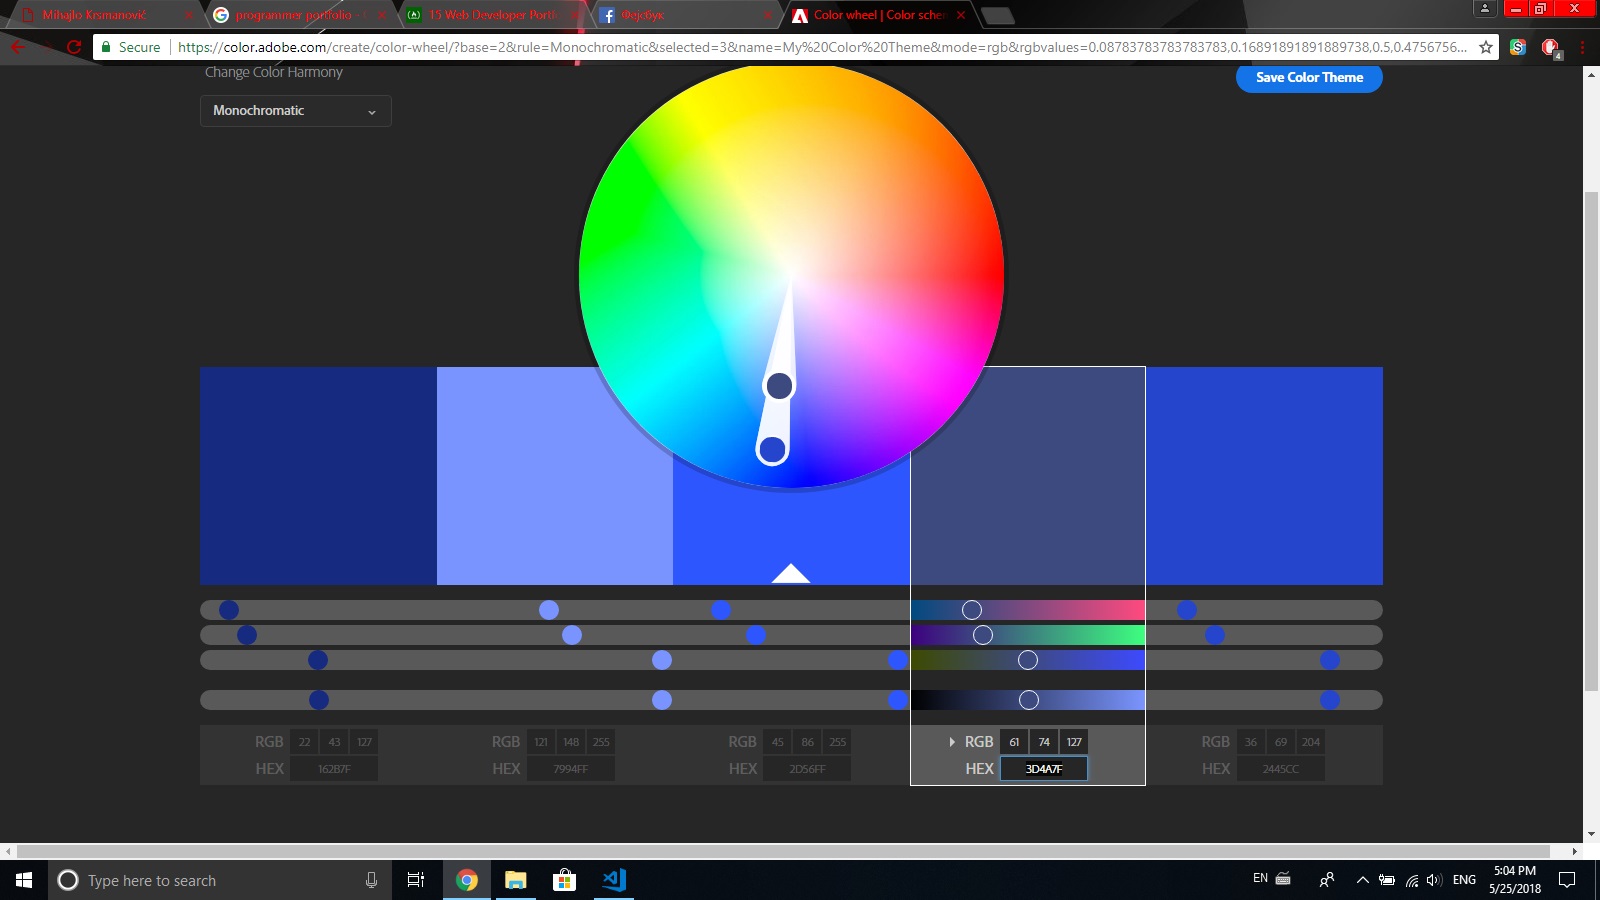 Mihajlo Krsmanović
programmer portfolio -
15 Web Developer Portf
Фејсбук
Color wheel | Color schem
Secure
https://color.adobe.com/create/color-wheel/?base=2&rule=Monochromatic&selected=3&name=My%20Color%20Theme&mode=rgb&rgbvalues=0.08783783783783783,0.16891891891889738,0.5,0.4756756...
4
Change Color Harmony
Save Color Theme
Monochromatic
RGB 22 43 127
HEX 162B7F
RGB 121 148 255
HEX 7994FF
RGB 45 86 255
HEX 2D56FF
RGB 61 74 127
HEX 3D4A7F
RGB 36 69 204
HEX 2445CC
Type here to search
EN
ENG
5:04 PM
5/25/2018